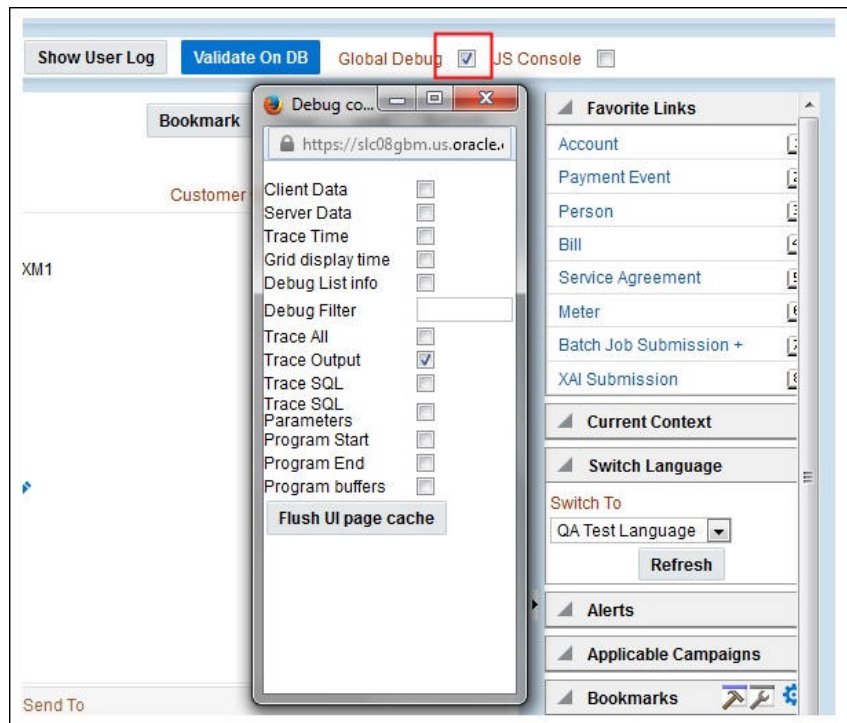 Show User Log Validate On DB Global Debug JS Console
Bookmark
Customer
XM1
Send To
Debug co...
https://slc08gbm.us.oracle.
Client Data
Server Data
Trace Time
Grid display time
Debug List info
Debug Filter
Trace All
Trace Output
Trace SQL
Trace SQL
Parameters
Program Start
Program End
Program buffers
Flush UI page cache
Favorite Links
Account
Payment Event
Person
Bill
Service Agreement
Meter
Batch Job Submission +
XAI Submission
Current Context
Switch Language
Switch To
QA Test Language
Refresh
Alerts
Applicable Campaigns
Bookmarks